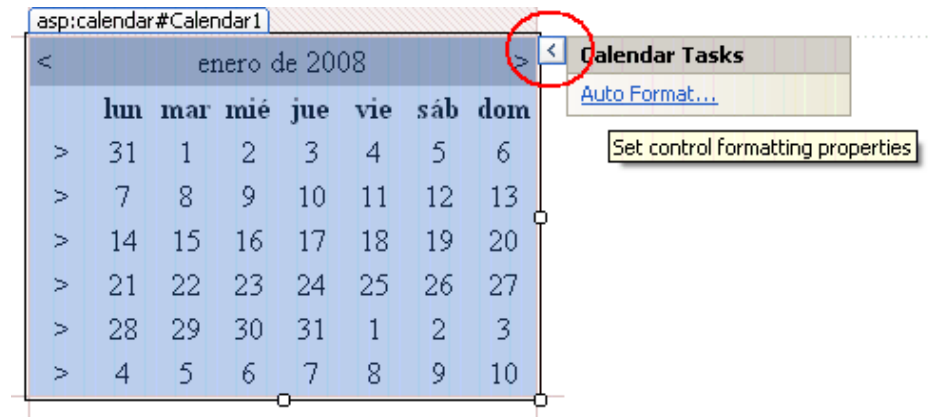 asp:calendar#Calendar1
< enero de 2008 >
<
Calendar Tasks
Auto Format...
Set control formatting properties
lun mar mié jue vie sáb dom
> 31 1 2 3 4 5 6
> 7 8 9 10 11 12 13
> 14 15 16 17 18 19 20
> 21 22 23 24 25 26 27
> 28 29 30 31 1 2 3
> 4 5 6 7 8 9 10